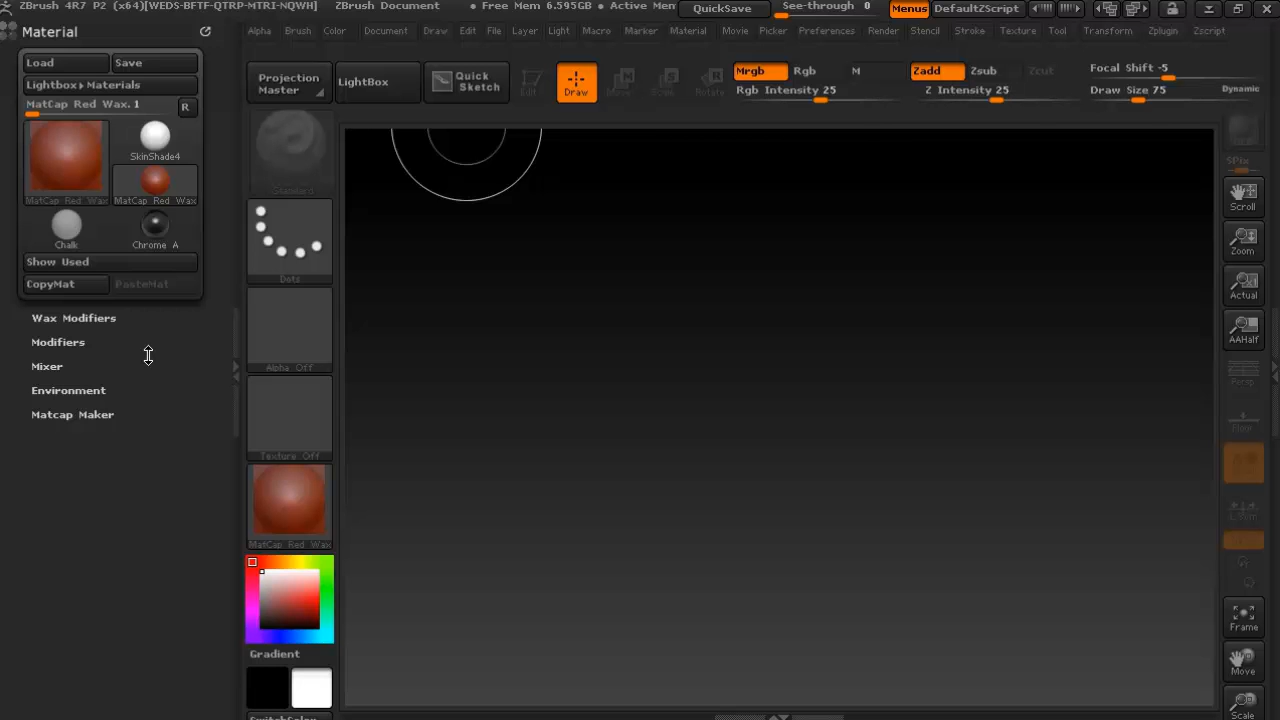 ZBrush 4R7 P2 (x64)[WEDS-BFTF-QTRP-MTRI-NQWH] ZBrush Document • Free Mem 6.595GB • Active Mem QuickSave See-through 0 Menus DefaultZScript
Material
Alpha Brush Color Document Draw Edit File Layer Light Macro Marker Material Movie Picker Preferences Render Stencil Stroke Texture Tool Transform Zplugin Zscript
Load Save
Lightbox▸Materials
MatCap Red Wax.1 R
SkinShade4
MatCap Red Wax MatCap Red Wax
Chalk Chrome A
Show Used
CopyMat PasteMat
Wax Modifiers
Modifiers
Mixer
Environment
Matcap Maker
Projection
Master
LightBox
Quick
Sketch
Edit Draw Move Scale Rotate
Mrgb Rgb M
Rgb Intensity 25
Zadd Zsub Zcut
Z Intensity 25
Focal Shift -5
Draw Size 75 Dynamic
Standard
Dots
Alpha Off
Texture Off
MatCap Red Wax
Gradient
SwitchColor
SPix
Scroll
Zoom
Actual
AAHalf
Persp
Floor
L.Sym
Frame
Move
Scale